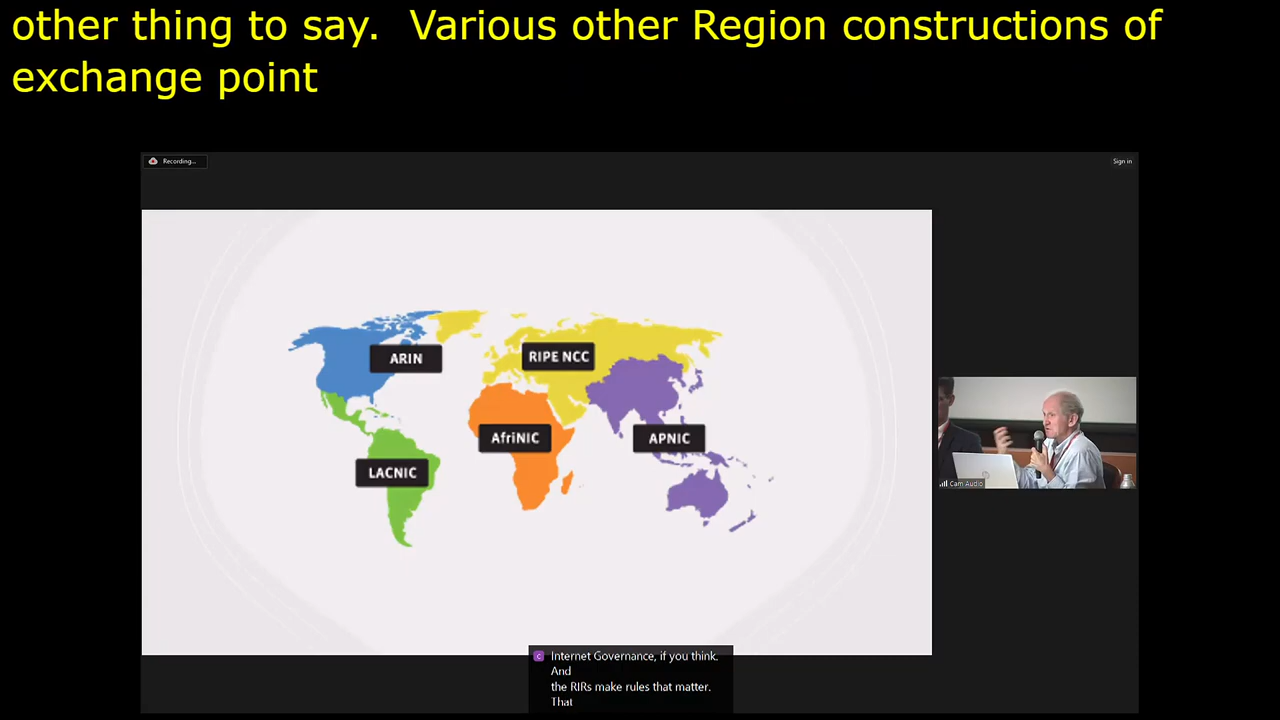 other thing to say.  Various other Region constructions of
exchange point
Recording...
Sign in
ARIN
RIPE NCC
AfriNIC
APNIC
LACNIC
Cam Audio
C
Internet Governance, if you think.
And
the RIRs make rules that matter.
That